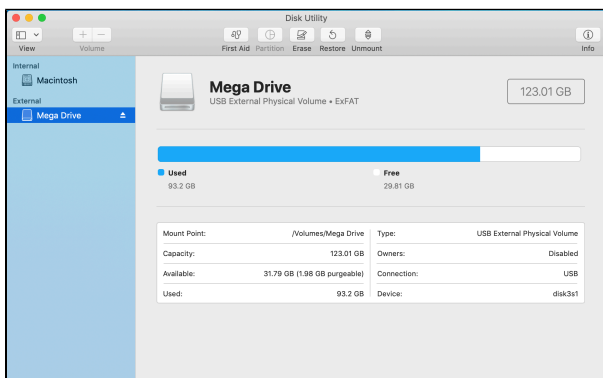 Disk Utility
View Volume First Aid Partition Erase Restore Unmount Info
Internal
Macintosh
External
Mega Drive
Mega Drive
USB External Physical Volume • ExFAT
123.01 GB
Used Free
93.2 GB 29.81 GB
Mount Point: /Volumes/Mega Drive Type: USB External Physical Volume
Capacity: 123.01 GB Owners: Disabled
Available: 31.79 GB (1.98 GB purgeable) Connection: USB
Used: 93.2 GB Device: disk3s1